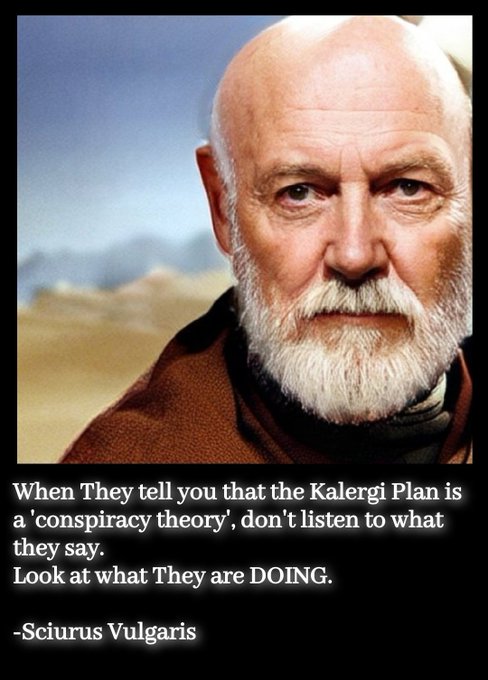 When They tell you that the Kalergi Plan is
a 'conspiracy theory', don't listen to what
they say.
Look at what They are DOING.
-Sciurus Vulgaris